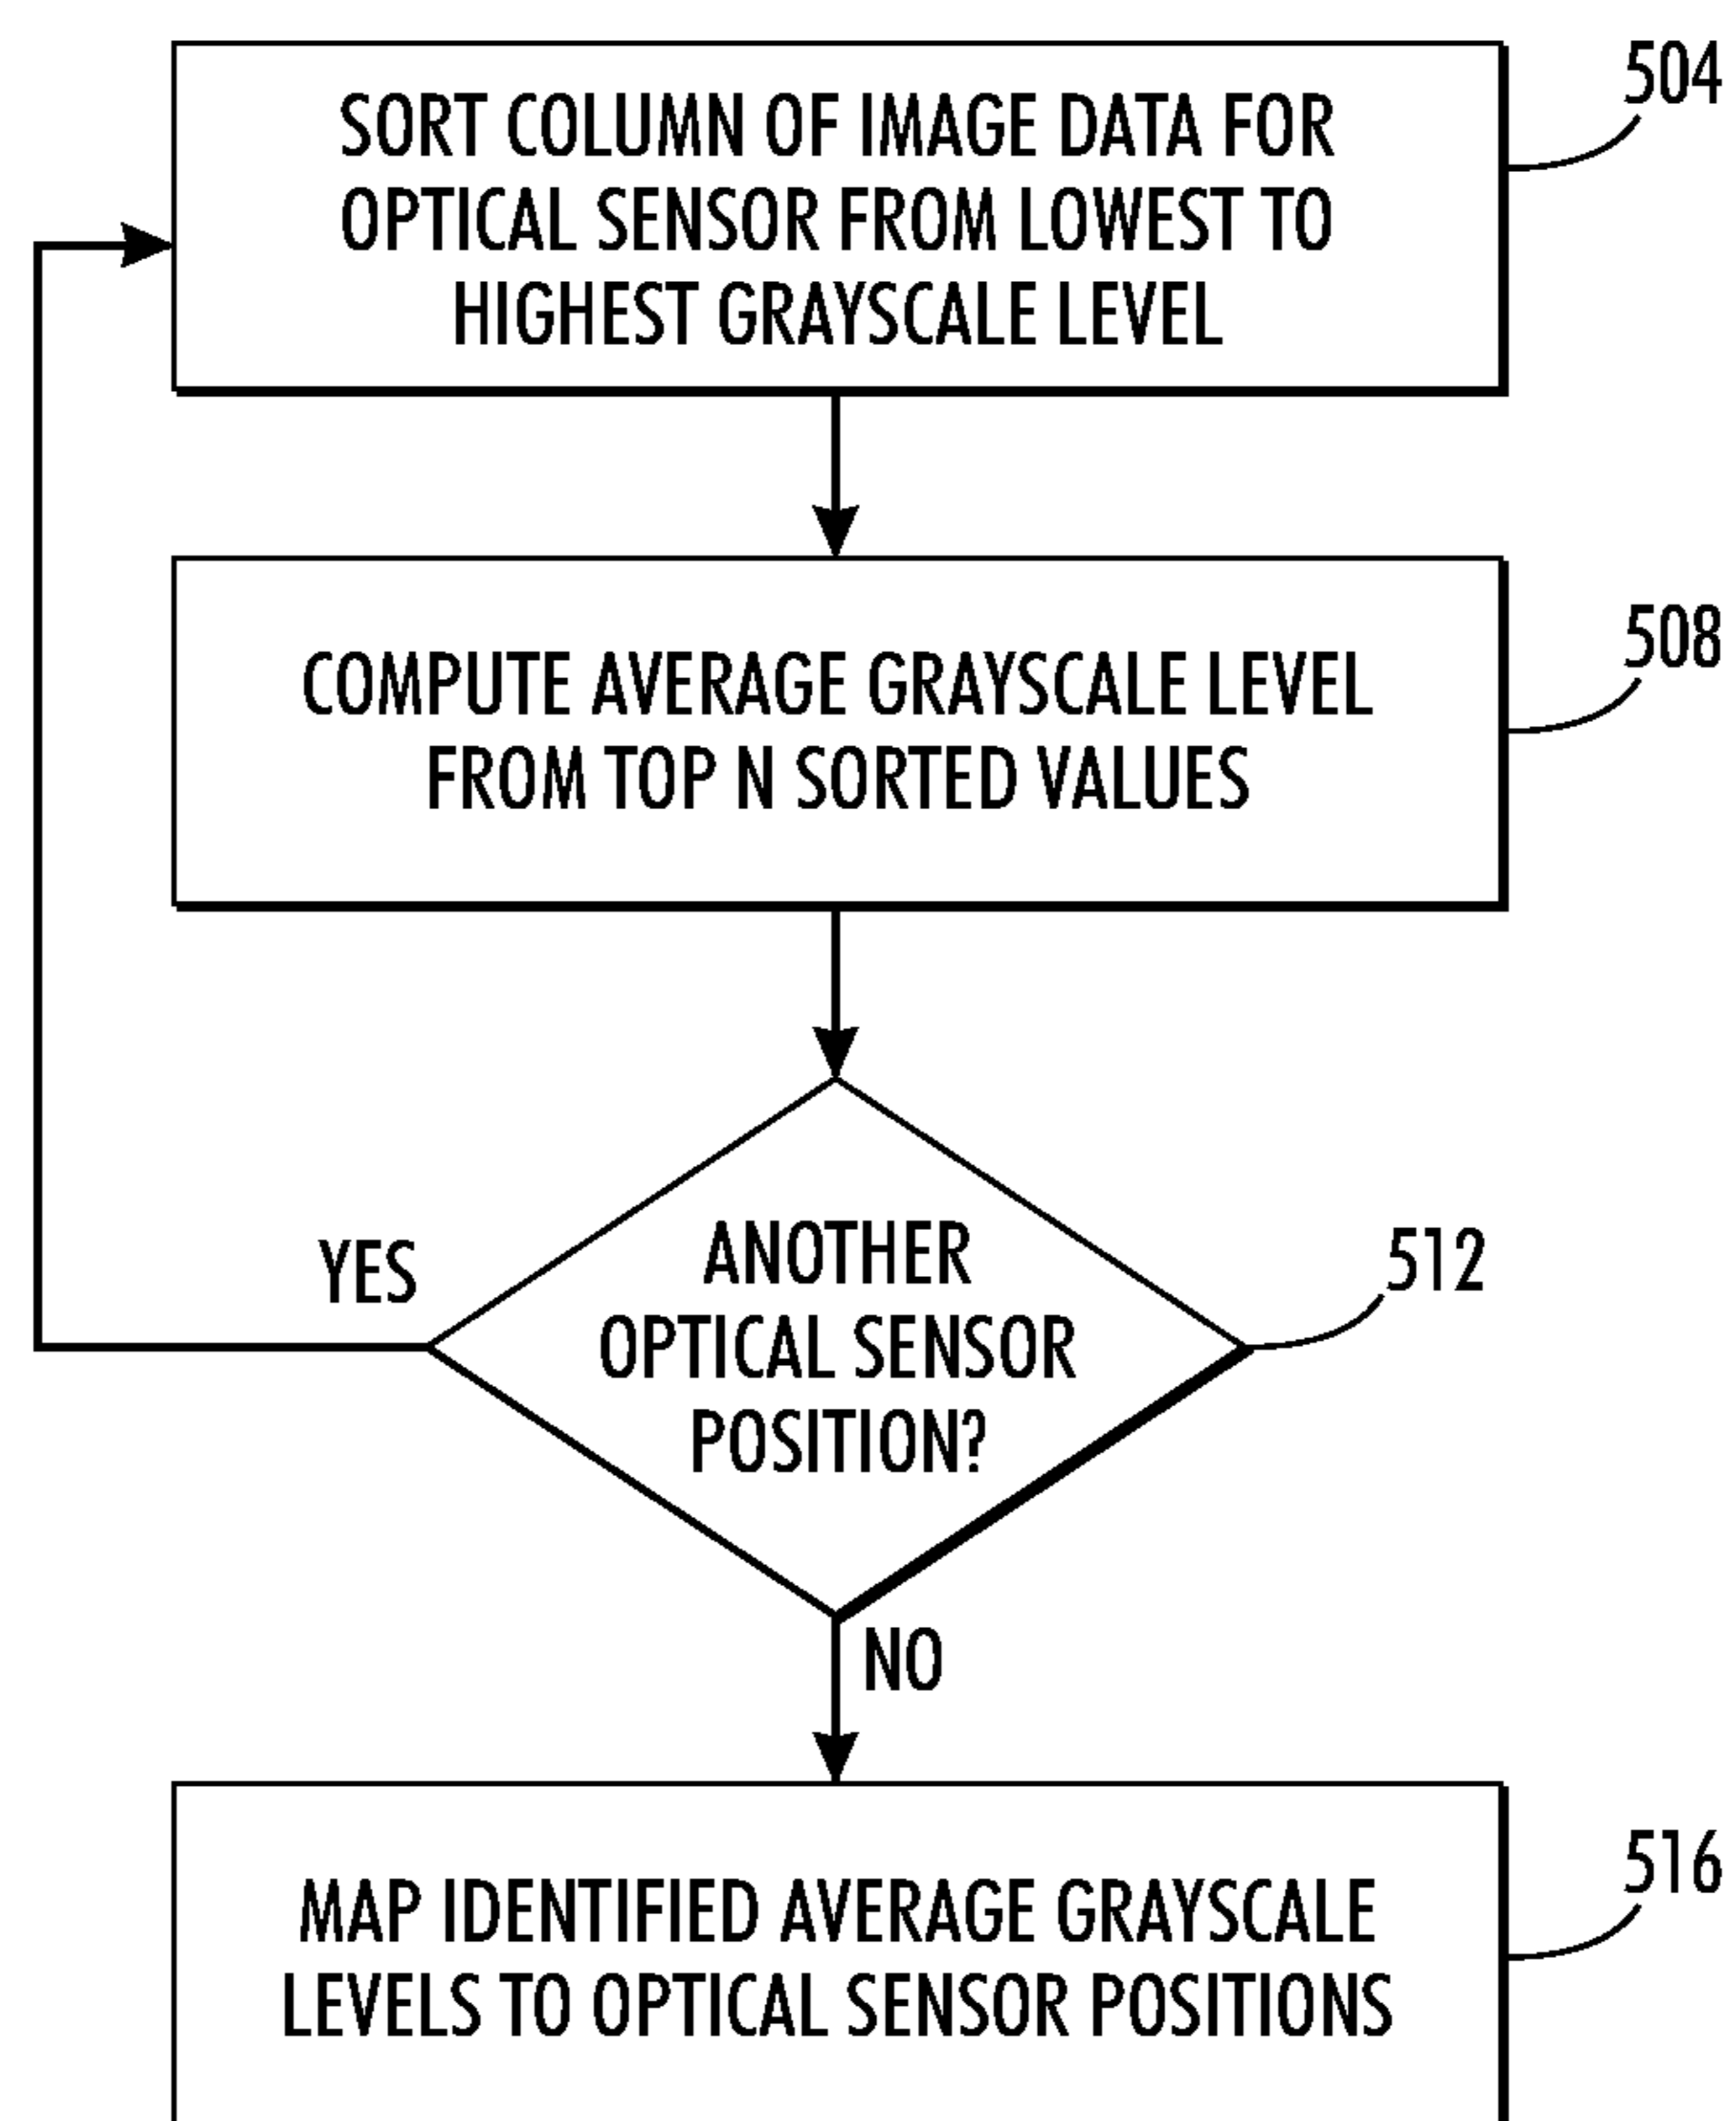 504
SORT COLUMN OF IMAGE DATA FOR
OPTICAL SENSOR FROM LOWEST TO
HIGHEST GRAYSCALE LEVEL
508
COMPUTE AVERAGE GRAYSCALE LEVEL
FROM TOP N SORTED VALUES
512
YES
ANOTHER
OPTICAL SENSOR
POSITION?
NO
516
MAP IDENTIFIED AVERAGE GRAYSCALE
LEVELS TO OPTICAL SENSOR POSITIONS